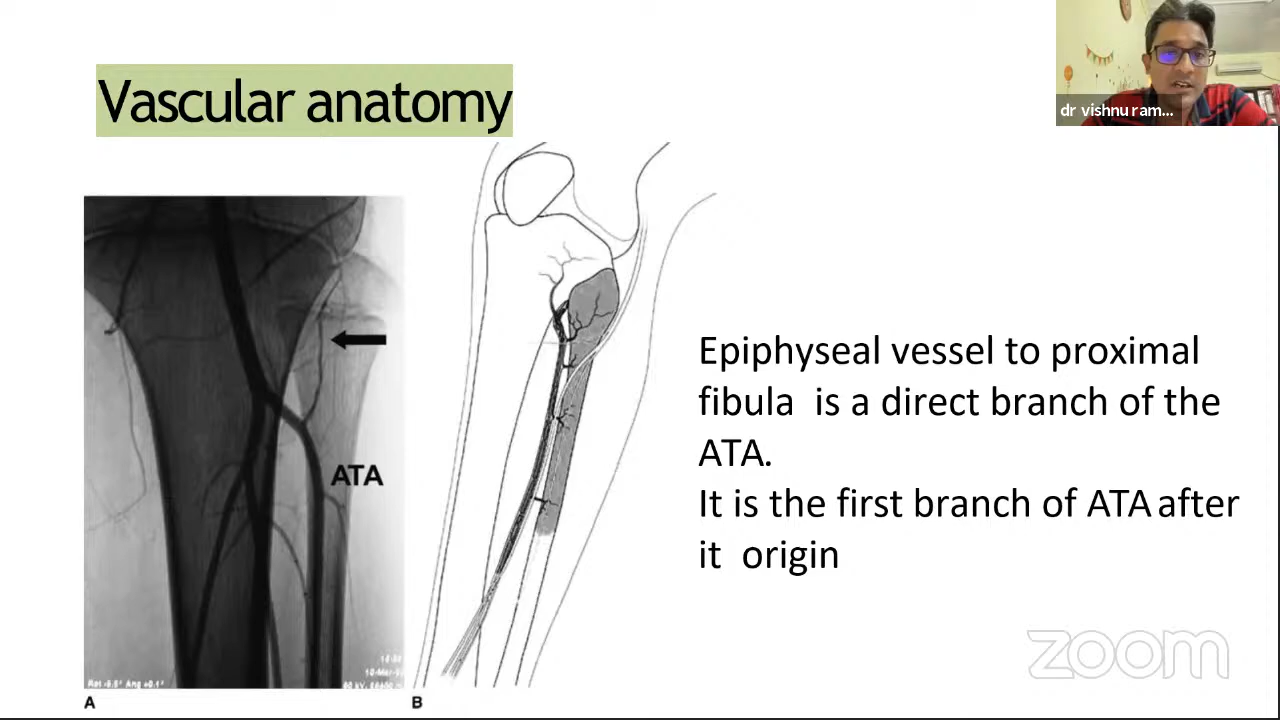 Vascular anatomy
dr vishnu ram...
ATA
Epiphyseal vessel to proximal
fibula is a direct branch of the
ATA.
It is the first branch of ATA after
it origin
A
B
zoom